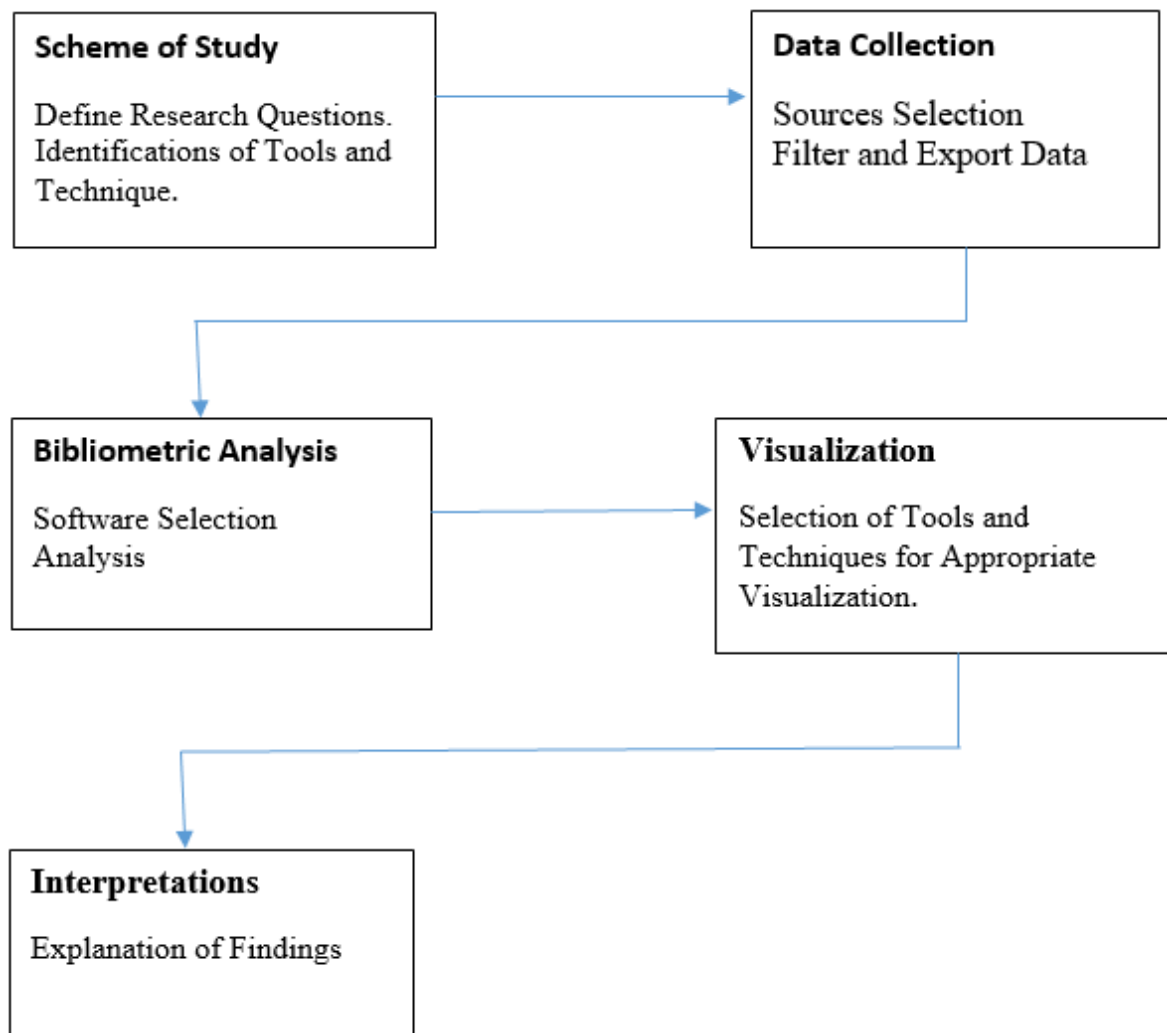 Scheme of Study
Define Research Questions.
Identifications of Tools and
Technique.
Data Collection
Sources Selection
Filter and Export Data
Bibliometric Analysis
Software Selection
Analysis
Visualization
Selection of Tools and
Techniques for Appropriate
Visualization.
Interpretations
Explanation of Findings